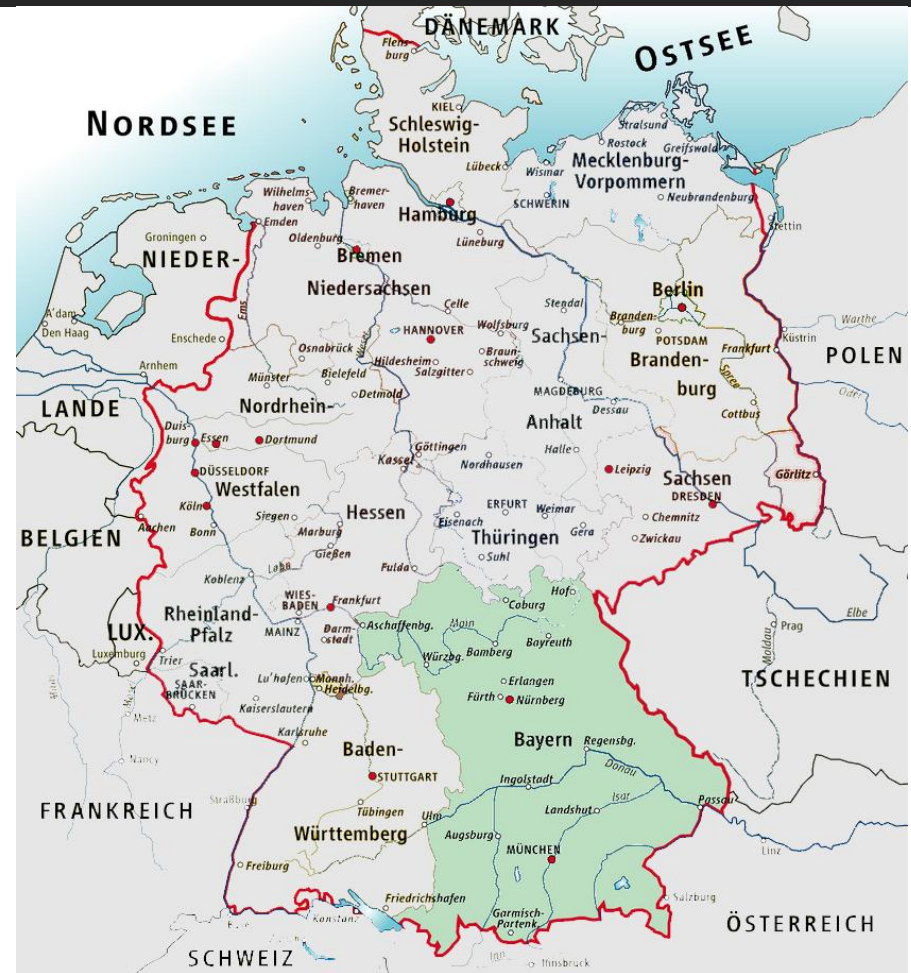 DÄNEMARK
OSTSEE
Flens-
burg
NORDSEE
KIEL
Schleswig-
Holstein
Stralsund
Rostock
Greifswald
Lübeck
Wismar
Mecklenburg-
Vorpommern
Wilhelms-
haven
Bremer-
haven
Hamburg
SCHWERIN
Neubrandenburg
Emden
Stettin
Groningen
Oldenburg
Lüneburg
NIEDER-
Bremen
Niedersachsen
Berlin
Ems
Celle
Stendal
A'dam
Den Haag
Branden-
burg
Warthe
Enschede
HANNOVER
Wolfsburg
Sachsen-
POTSDAM
Küstrin
Osnabrück
Weser
Braun-
schweig
Frankfurt
POLEN
Arnhem
Hildesheim
Salzgitter
Branden-
burg
Münster
Bielefeld
Spree
LANDE
Detmold
MAGDEBURG
Oder
Nordrhein-
Dessau
Cottbus
Duis-
burg
Essen
Dortmund
Anhalt
Göttingen
Halle
Kassel
Nordhausen
Leipzig
Görlitz
DÜSSELDORF
Westfalen
Sachsen
DRESDEN
Köln
Siegen
Hessen
ERFURT
Weimar
Chemnitz
Aachen
Bonn
Marburg
Eisenach
Gera
BELGIEN
Gießen
Thüringen
Zwickau
Suhl
Lahn
Fulda
Koblenz
Hof
WIES-
BADEN
Frankfurt
Coburg
Elbe
Rheinland-
Pfalz
MAINZ
Darm-
stadt
Aschaffenbg.
Main
Prag
LUX.
Bayreuth
Moldau
Luxemburg
Trier
Würzbg.
Bamberg
Saarl.
SAAR-
BRÜCKEN
Lu'hafen
Mannh.
Heidelbg.
Erlangen
TSCHECHIEN
Kaiserslautern
Fürth
Nürnberg
Metz
Karlsruhe
Baden-
Bayern
Regensbg.
Nancy
STUTTGART
Ingolstadt
Donau
FRANKREICH
Straßburg
Tübingen
Isar
Passau
Württemberg
Ulm
Landshut
Augsburg
Linz
MÜNCHEN
Freiburg
Friedrichshafen
Salzburg
Konstanz
Garmisch-
Partenk.
ÖSTERREICH
SCHWEIZ
Inn
Innsbruck